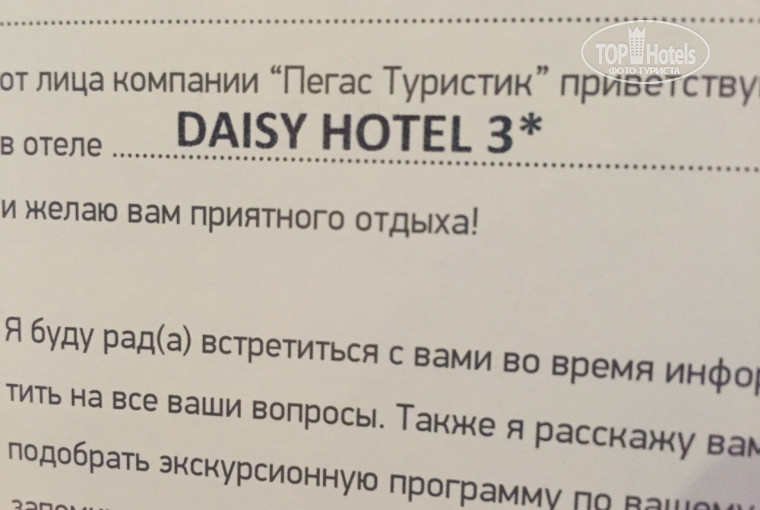 TOP Hotels
ФОТО ТУРИСТА
от лица компании “Пегас Туристик” приветству
в отеле DAISY HOTEL 3*
и желаю вам приятного отдыха!
Я буду рад(а) встретиться с вами во время инфор
тить на все ваши вопросы. Также я расскажу вам
подобрать экскурсионную программу по вашему